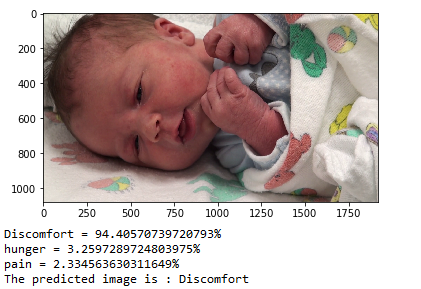 0
200
400
600
800
1000
0 250 500 750 1000 1250 1500 1750
Discomfort = 94.40570739720793%
hunger = 3.2597289724803975%
pain = 2.334563630311649%
The predicted image is : Discomfort